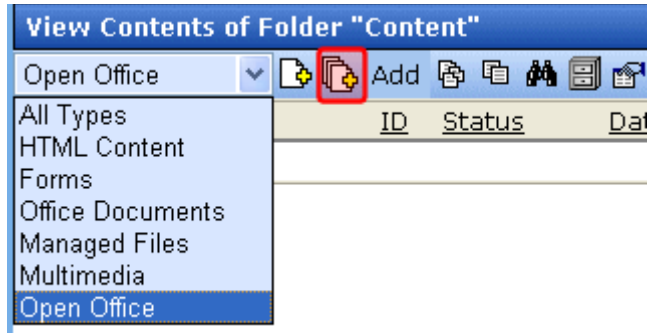 View Contents of Folder "Content"
Open Office Add
ID Status Dat
All Types
HTML Content
Forms
Office Documents
Managed Files
Multimedia
Open Office